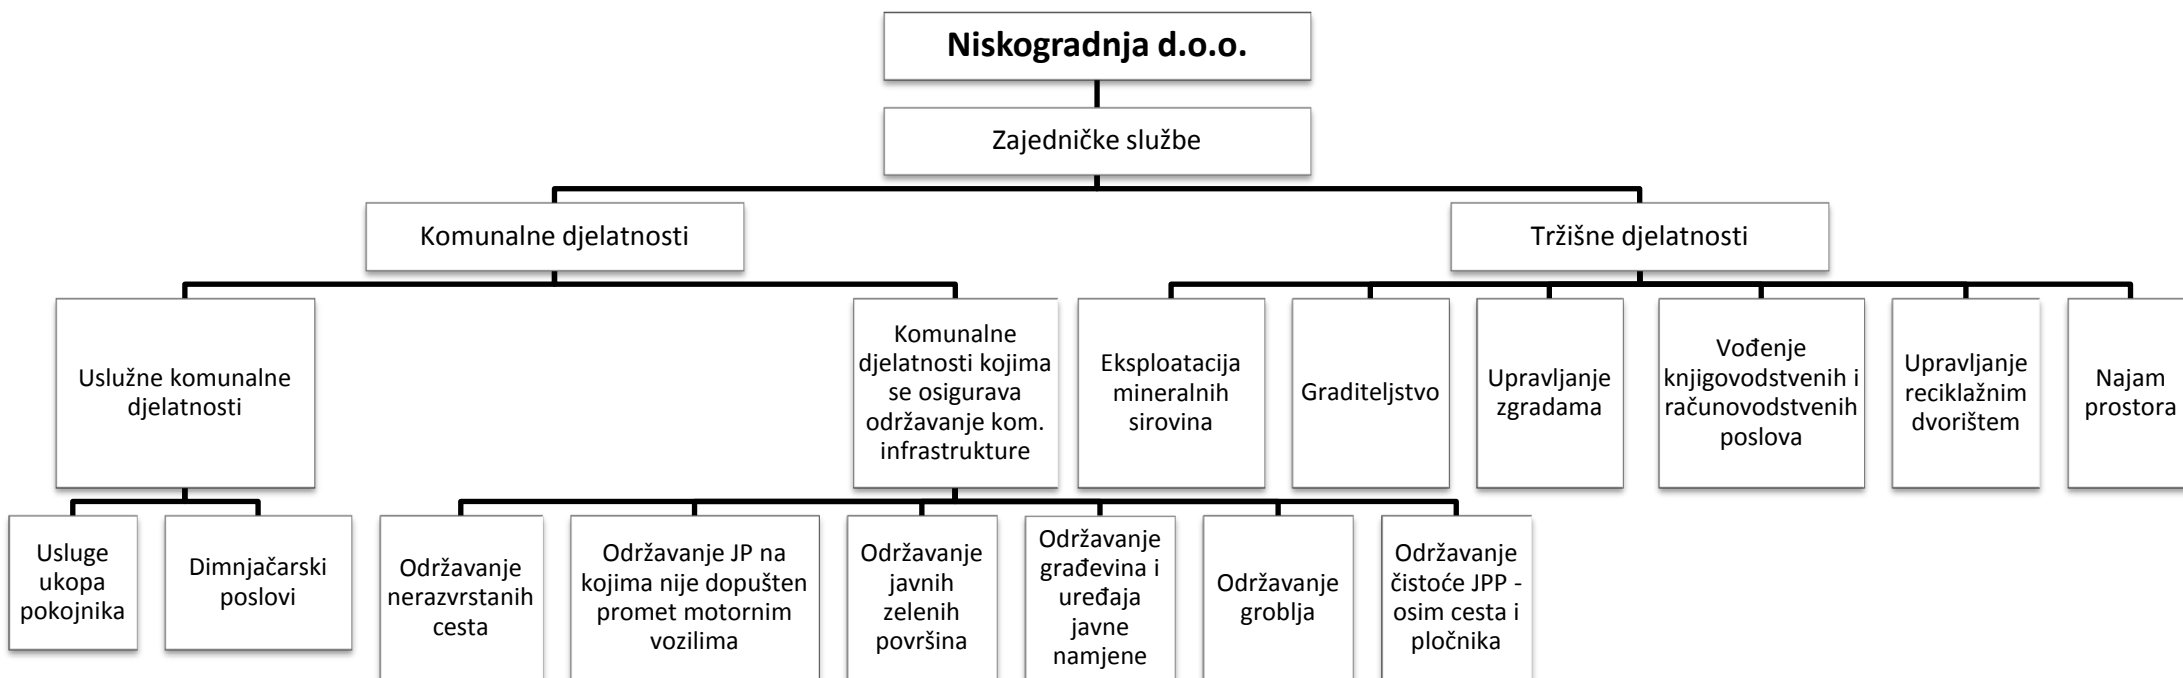 Niskogradnja d.o.o.
Zajedničke službe
Komunalne djelatnosti
Tržišne djelatnosti
Uslužne komunalne
djelatnosti
Komunalne
djelatnosti kojima
se osigurava
održavanje kom.
infrastrukture
Eksploatacija
mineralnih
sirovina
Graditeljstvo
Upravljanje
zgradama
Vođenje
knjigovodstvenih i
računovodstvenih
poslova
Upravljanje
reciklažnim
dvorištem
Najam
prostora
Usluge
ukopa
pokojnika
Dimnjačarski
poslovi
Održavanje
nerazvrstanih
cesta
Održavanje JP na
kojima nije dopušten
promet motornim
vozilima
Održavanje
javnih
zelenih
površina
Održavanje
građevina i
uređaja
javne
namjene
Održavanje
groblja
Održavanje
čistoće JPP -
osim cesta i
pločnika